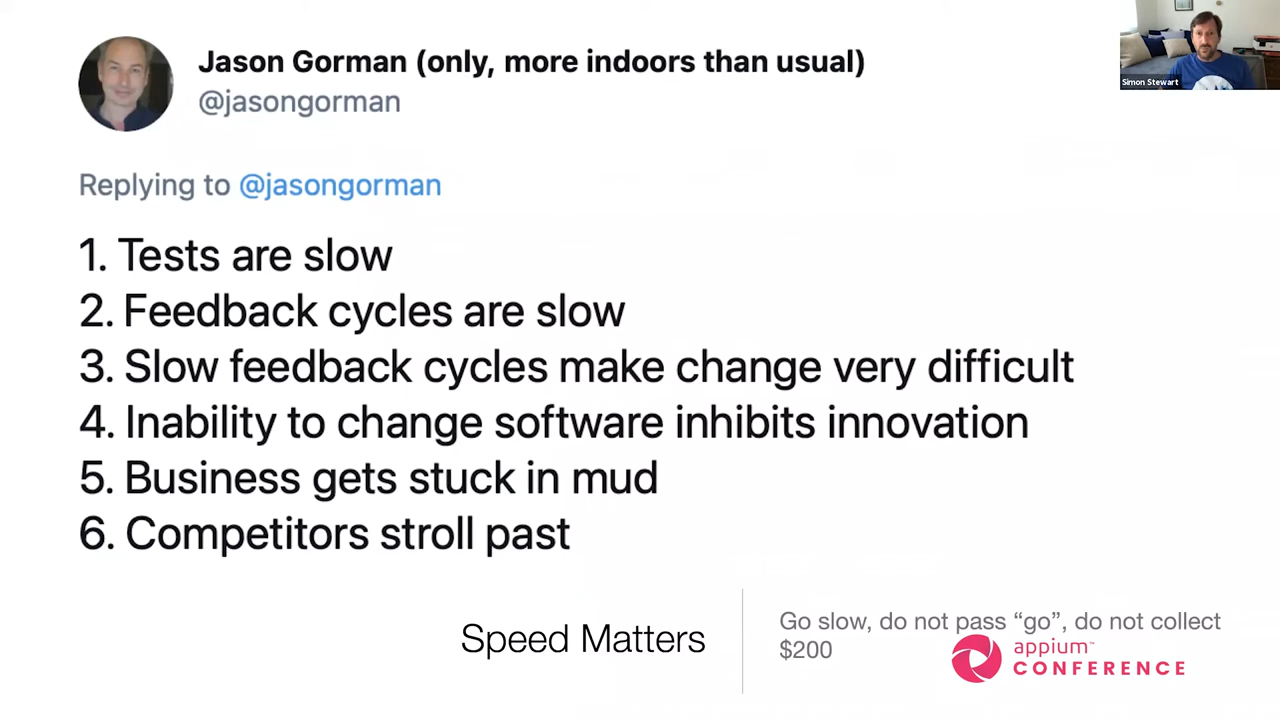 Jason Gorman (only, more indoors than usual)
@jasongorman
Simon Stewart
Replying to @jasongorman
1. Tests are slow
2. Feedback cycles are slow
3. Slow feedback cycles make change very difficult
4. Inability to change software inhibits innovation
5. Business gets stuck in mud
6. Competitors stroll past
Speed Matters
Go slow, do not pass “go”, do not collect
$200
appium™
CONFERENCE